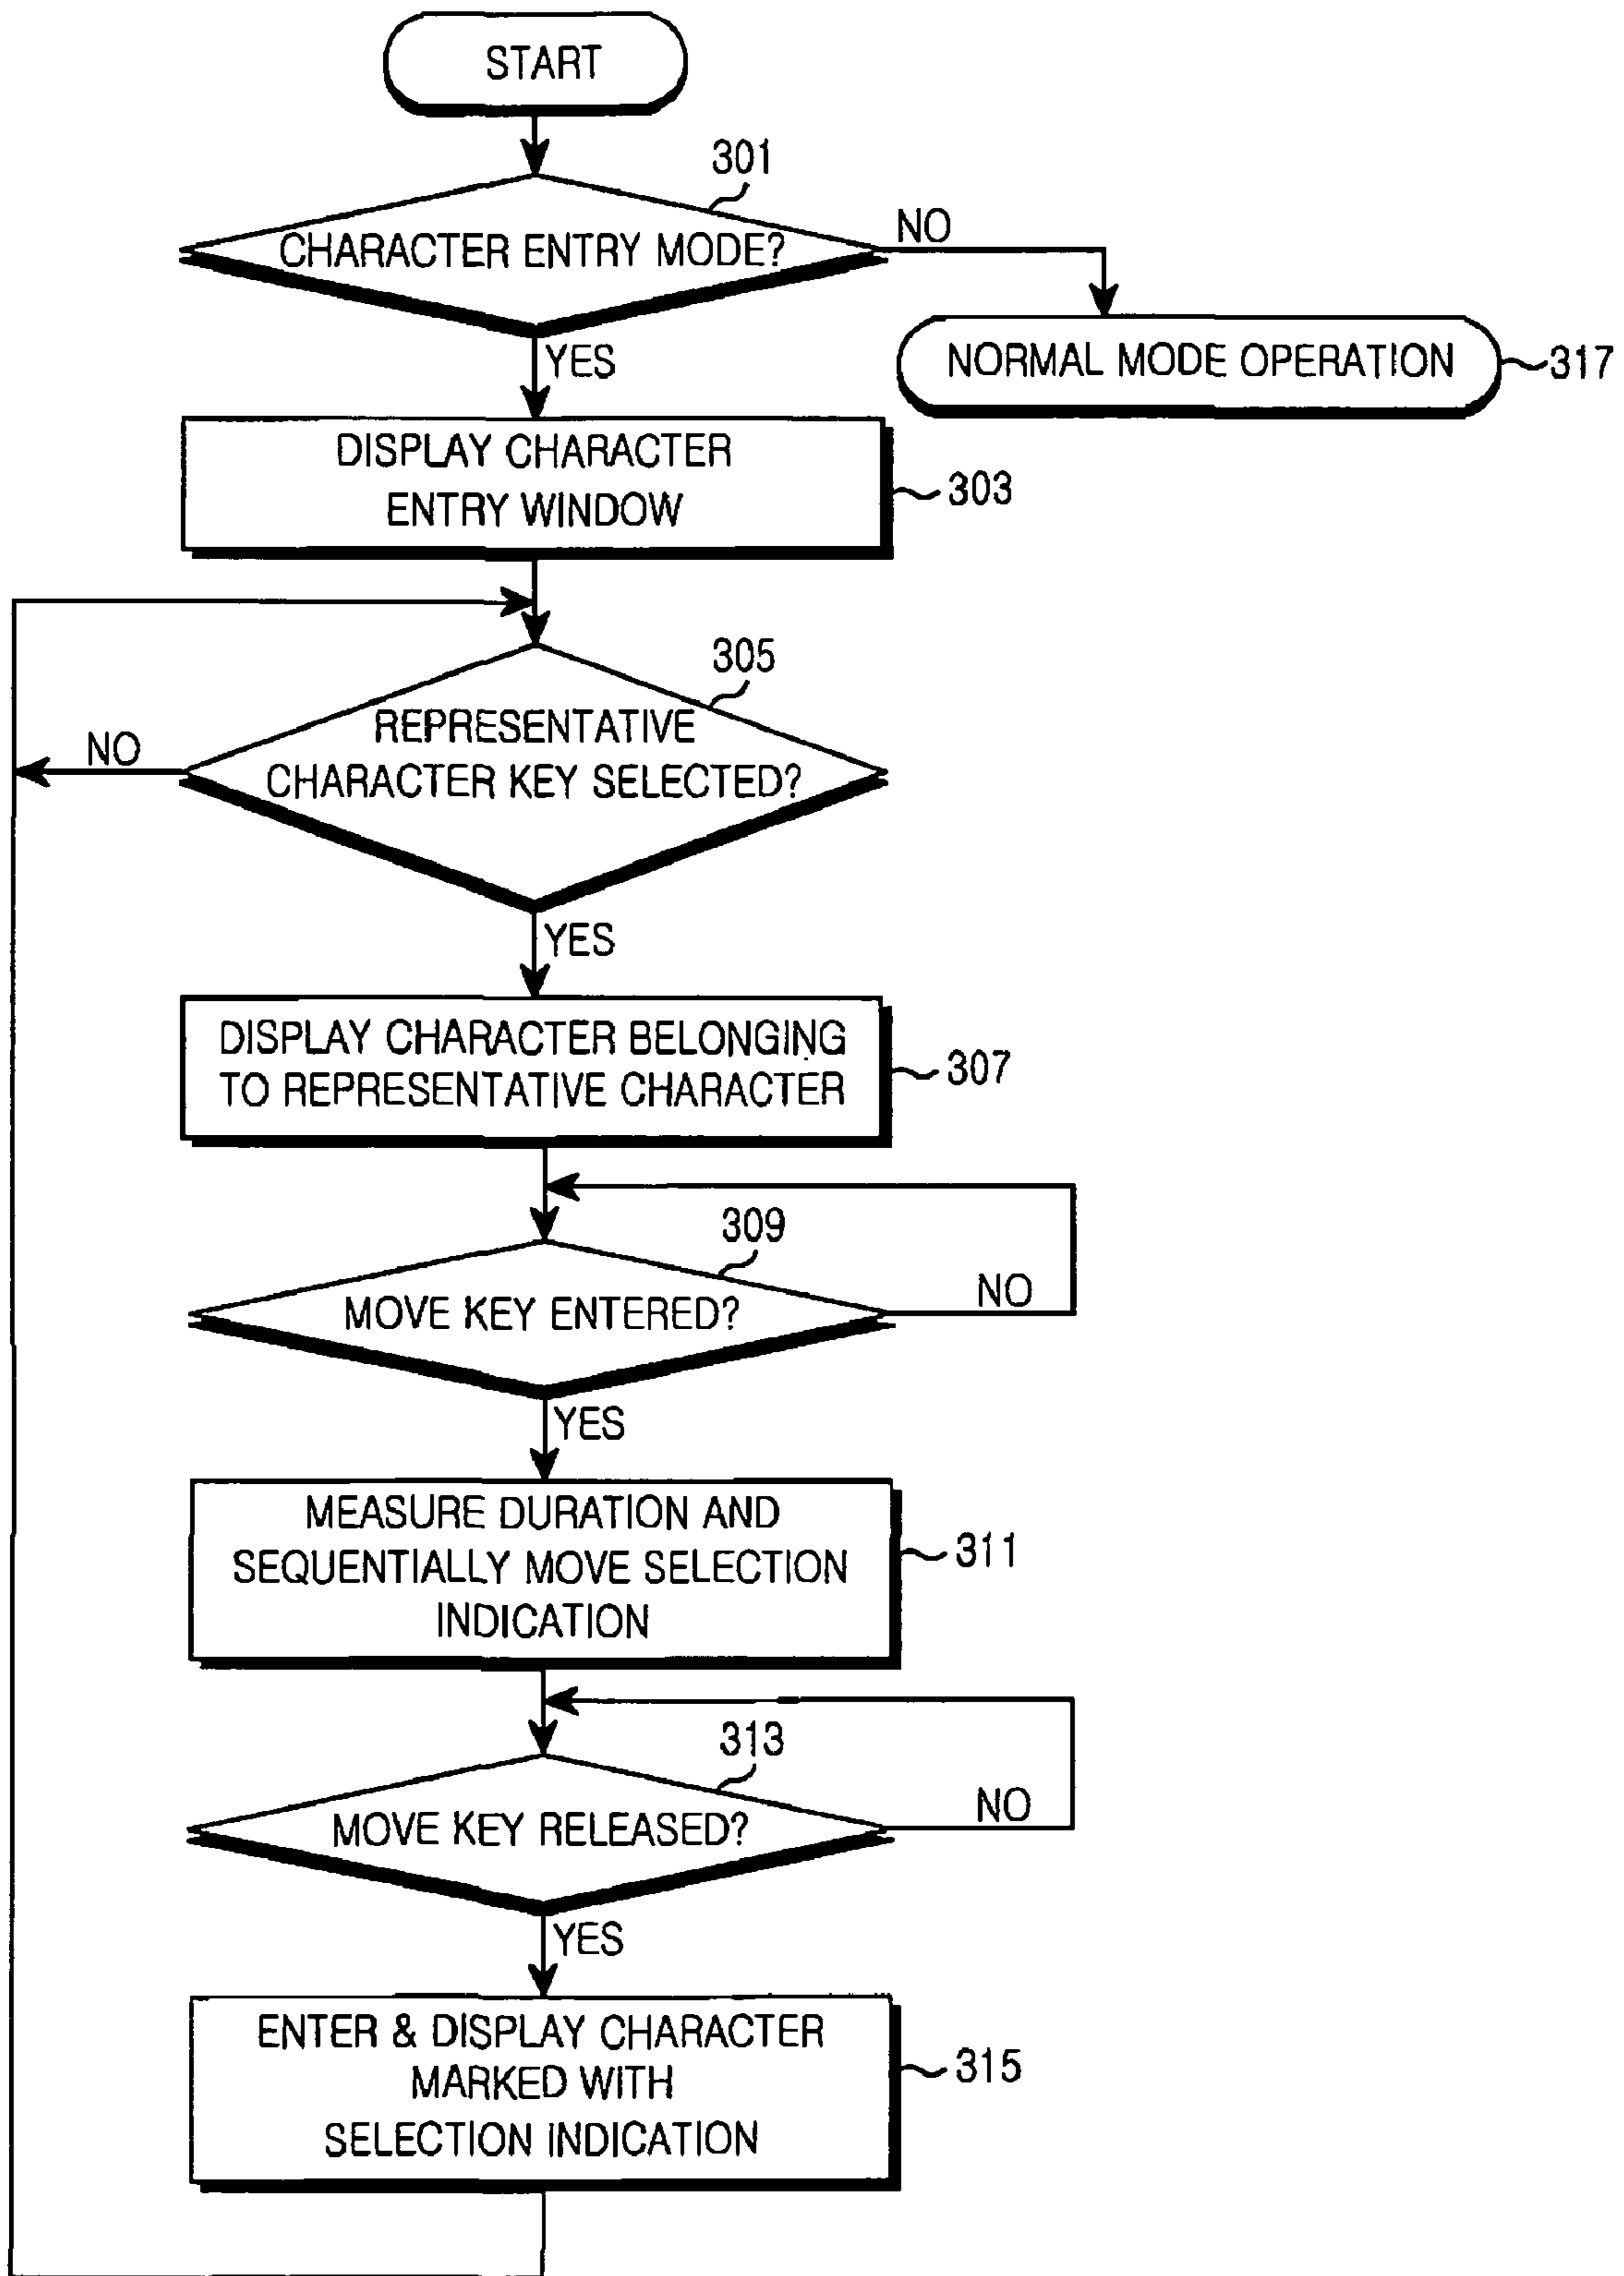 START
301
CHARACTER ENTRY MODE?
NO
YES
NORMAL MODE OPERATION
317
DISPLAY CHARACTER
ENTRY WINDOW
303
305
REPRESENTATIVE
CHARACTER KEY SELECTED?
NO
YES
DISPLAY CHARACTER BELONGING
TO REPRESENTATIVE CHARACTER
307
309
MOVE KEY ENTERED?
NO
YES
MEASURE DURATION AND
SEQUENTIALLY MOVE SELECTION
INDICATION
311
313
MOVE KEY RELEASED?
NO
YES
ENTER & DISPLAY CHARACTER
MARKED WITH
SELECTION INDICATION
315